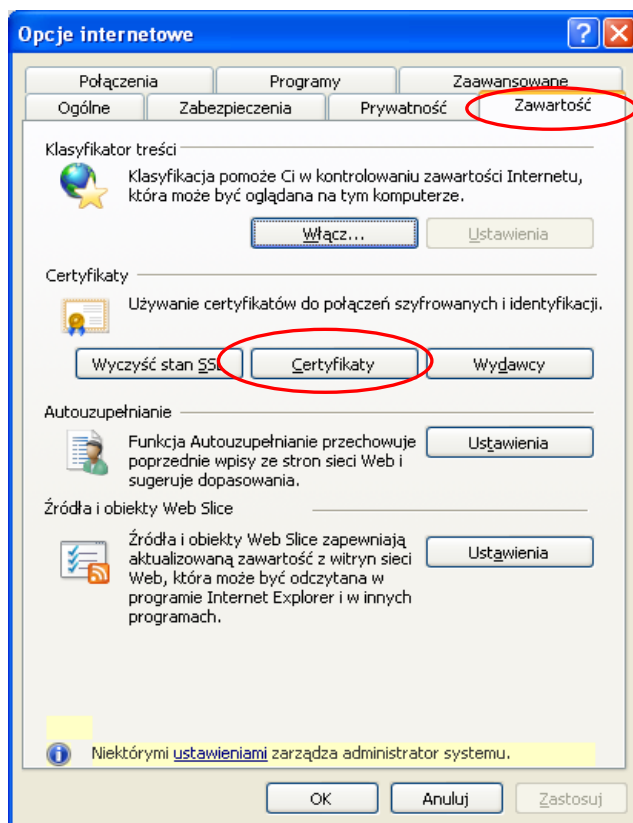 Opcje internetowe
Połączenia Programy Zaawansowane
Ogólne Zabezpieczenia Prywatność Zawartość
Klasyfikator treści
Klasyfikacja pomoże Ci w kontrolowaniu zawartości Internetu,
która może być oglądana na tym komputerze.
Włącz... Ustawienia
Certyfikaty
Używanie certyfikatów do połączeń szyfrowanych i identyfikacji.
Wyczyść stan SSL Certyfikaty Wydawcy
Autouzupełnianie
Funkcja Autouzupełnianie przechowuje
poprzednie wpisy ze stron sieci Web i
sugeruje dopasowania.
Ustawienia
Źródła i obiekty Web Slice
Źródła i obiekty Web Slice zapewniają
aktualizowaną zawartość z witryn sieci
Web, która może być odczytana w
programie Internet Explorer i w innych
programach.
Ustawienia
Niektórymi ustawieniami zarządza administrator systemu.
OK Anuluj Zastosuj